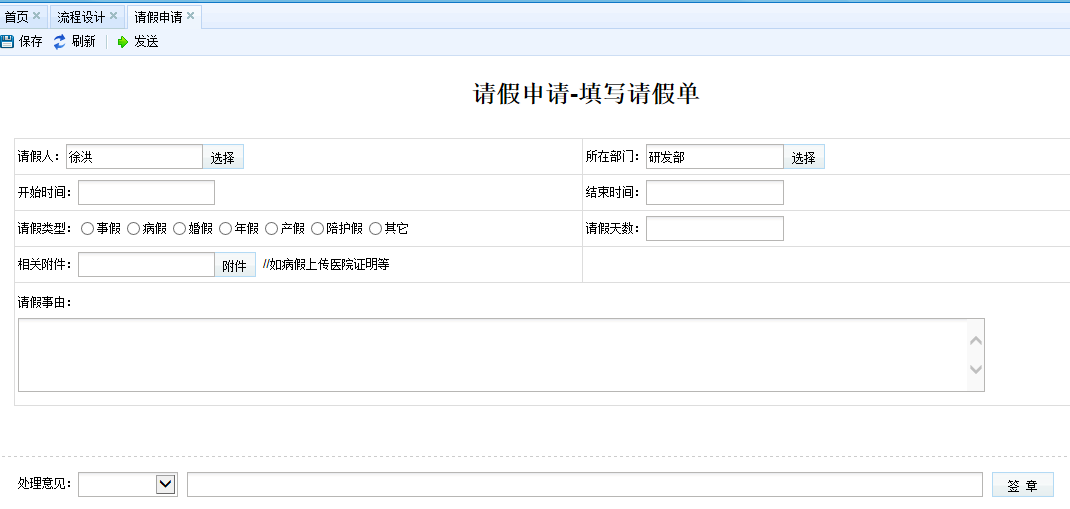 首页 流程设计 请假申请
保存 刷新 发送
请假申请-填写请假单
请假人： 徐洪 选择 所在部门： 研发部 选择
开始时间： 结束时间：
请假类型： 事假 病假 婚假 年假 产假 陪护假 其它 请假天数：
相关附件： 附件 //如病假上传医院证明等
请假事由：
处理意见： 签 章